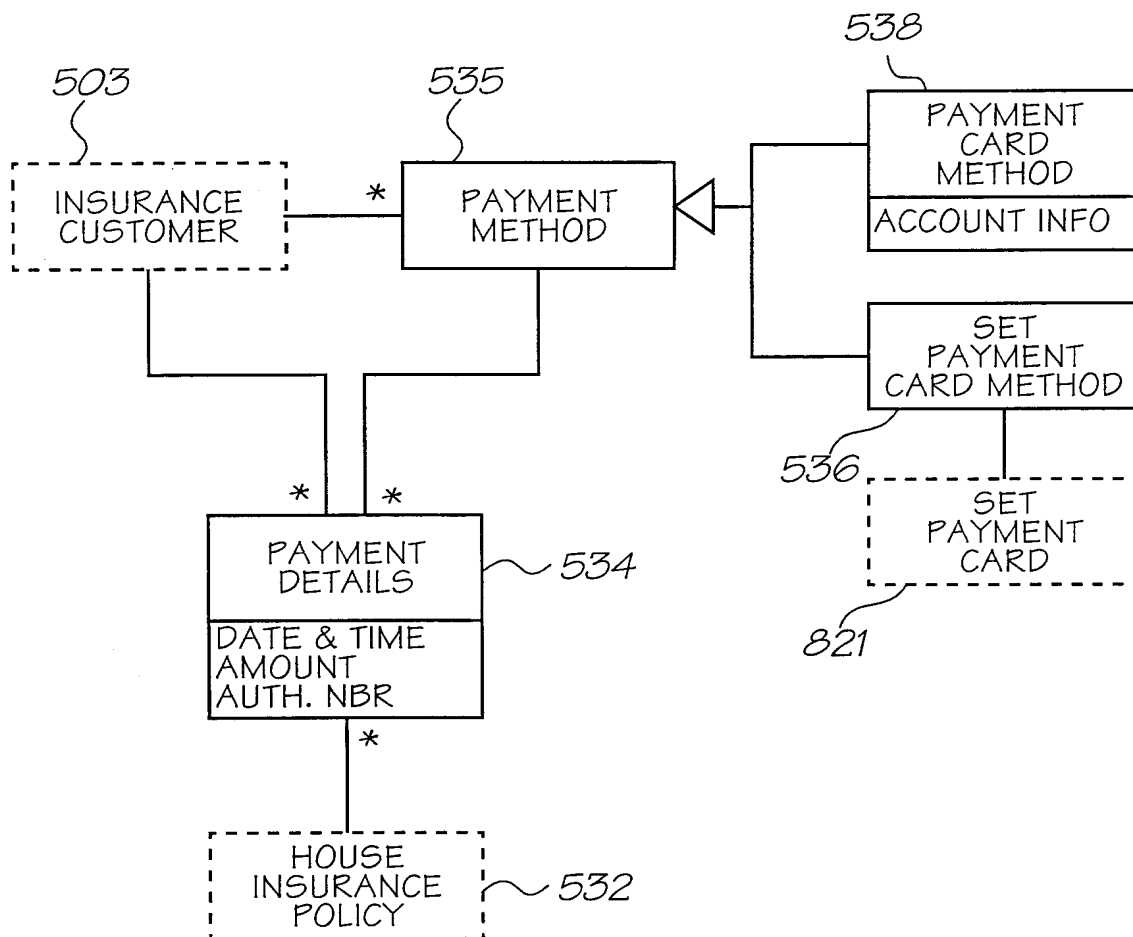 538
503
535
PAYMENT
CARD
METHOD
ACCOUNT INFO
INSURANCE
CUSTOMER
*
PAYMENT
METHOD
SET
PAYMENT
CARD METHOD
536
SET
PAYMENT
CARD
821
*
*
PAYMENT
DETAILS
534
DATE & TIME
AMOUNT
AUTH. NBR
*
HOUSE
INSURANCE
POLICY
532